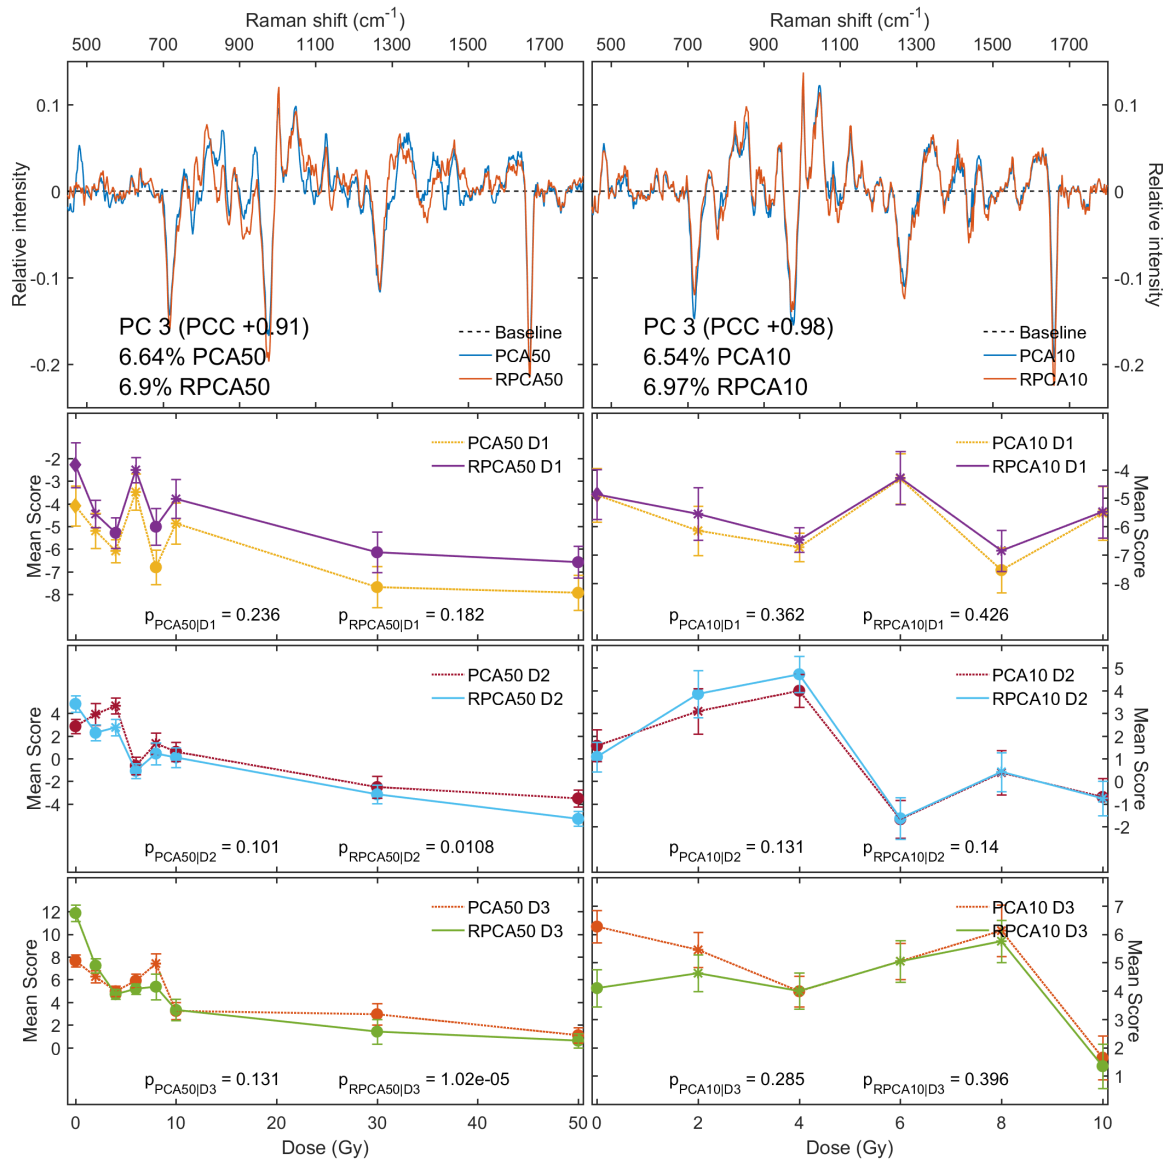 Raman shift (cm-1) Raman shift (cm-1)
500 700 900 1100 1300 1500 1700 500 700 900 1100 1300 1500 1700
0.1 0.1
0 0
-0.1 -0.1
-0.2 -0.2
Relative intensity Relative intensity
PC 3 (PCC +0.91)
6.64% PCA50
6.9% RPCA50
Baseline
PCA50
RPCA50
PC 3 (PCC +0.98)
6.54% PCA10
6.97% RPCA10
Baseline
PCA10
RPCA10
Mean Score
-2
-3
-4
-5
-6
-7
-8
PCA50 D1
RPCA50 D1
pPCA50|D1 = 0.236 pRPCA50|D1 = 0.182
PCA10 D1
RPCA10 D1
pPCA10|D1 = 0.362 pRPCA10|D1 = 0.426
-4
-5
-6
-7
-8
Mean Score
Mean Score
4
2
0
-2
-4
PCA50 D2
RPCA50 D2
pPCA50|D2 = 0.101 pRPCA50|D2 = 0.0108
PCA10 D2
RPCA10 D2
pPCA10|D2 = 0.131 pRPCA10|D2 = 0.14
5
4
3
2
1
0
-1
-2
Mean Score
Mean Score
12
10
8
6
4
2
0
PCA50 D3
RPCA50 D3
pPCA50|D3 = 0.131 pRPCA50|D3 = 1.02e-05
PCA10 D3
RPCA10 D3
pPCA10|D3 = 0.285 pRPCA10|D3 = 0.396
7
6
5
4
3
2
1
Mean Score
0 10 20 30 40 50 0 2 4 6 8 10
Dose (Gy) Dose (Gy)